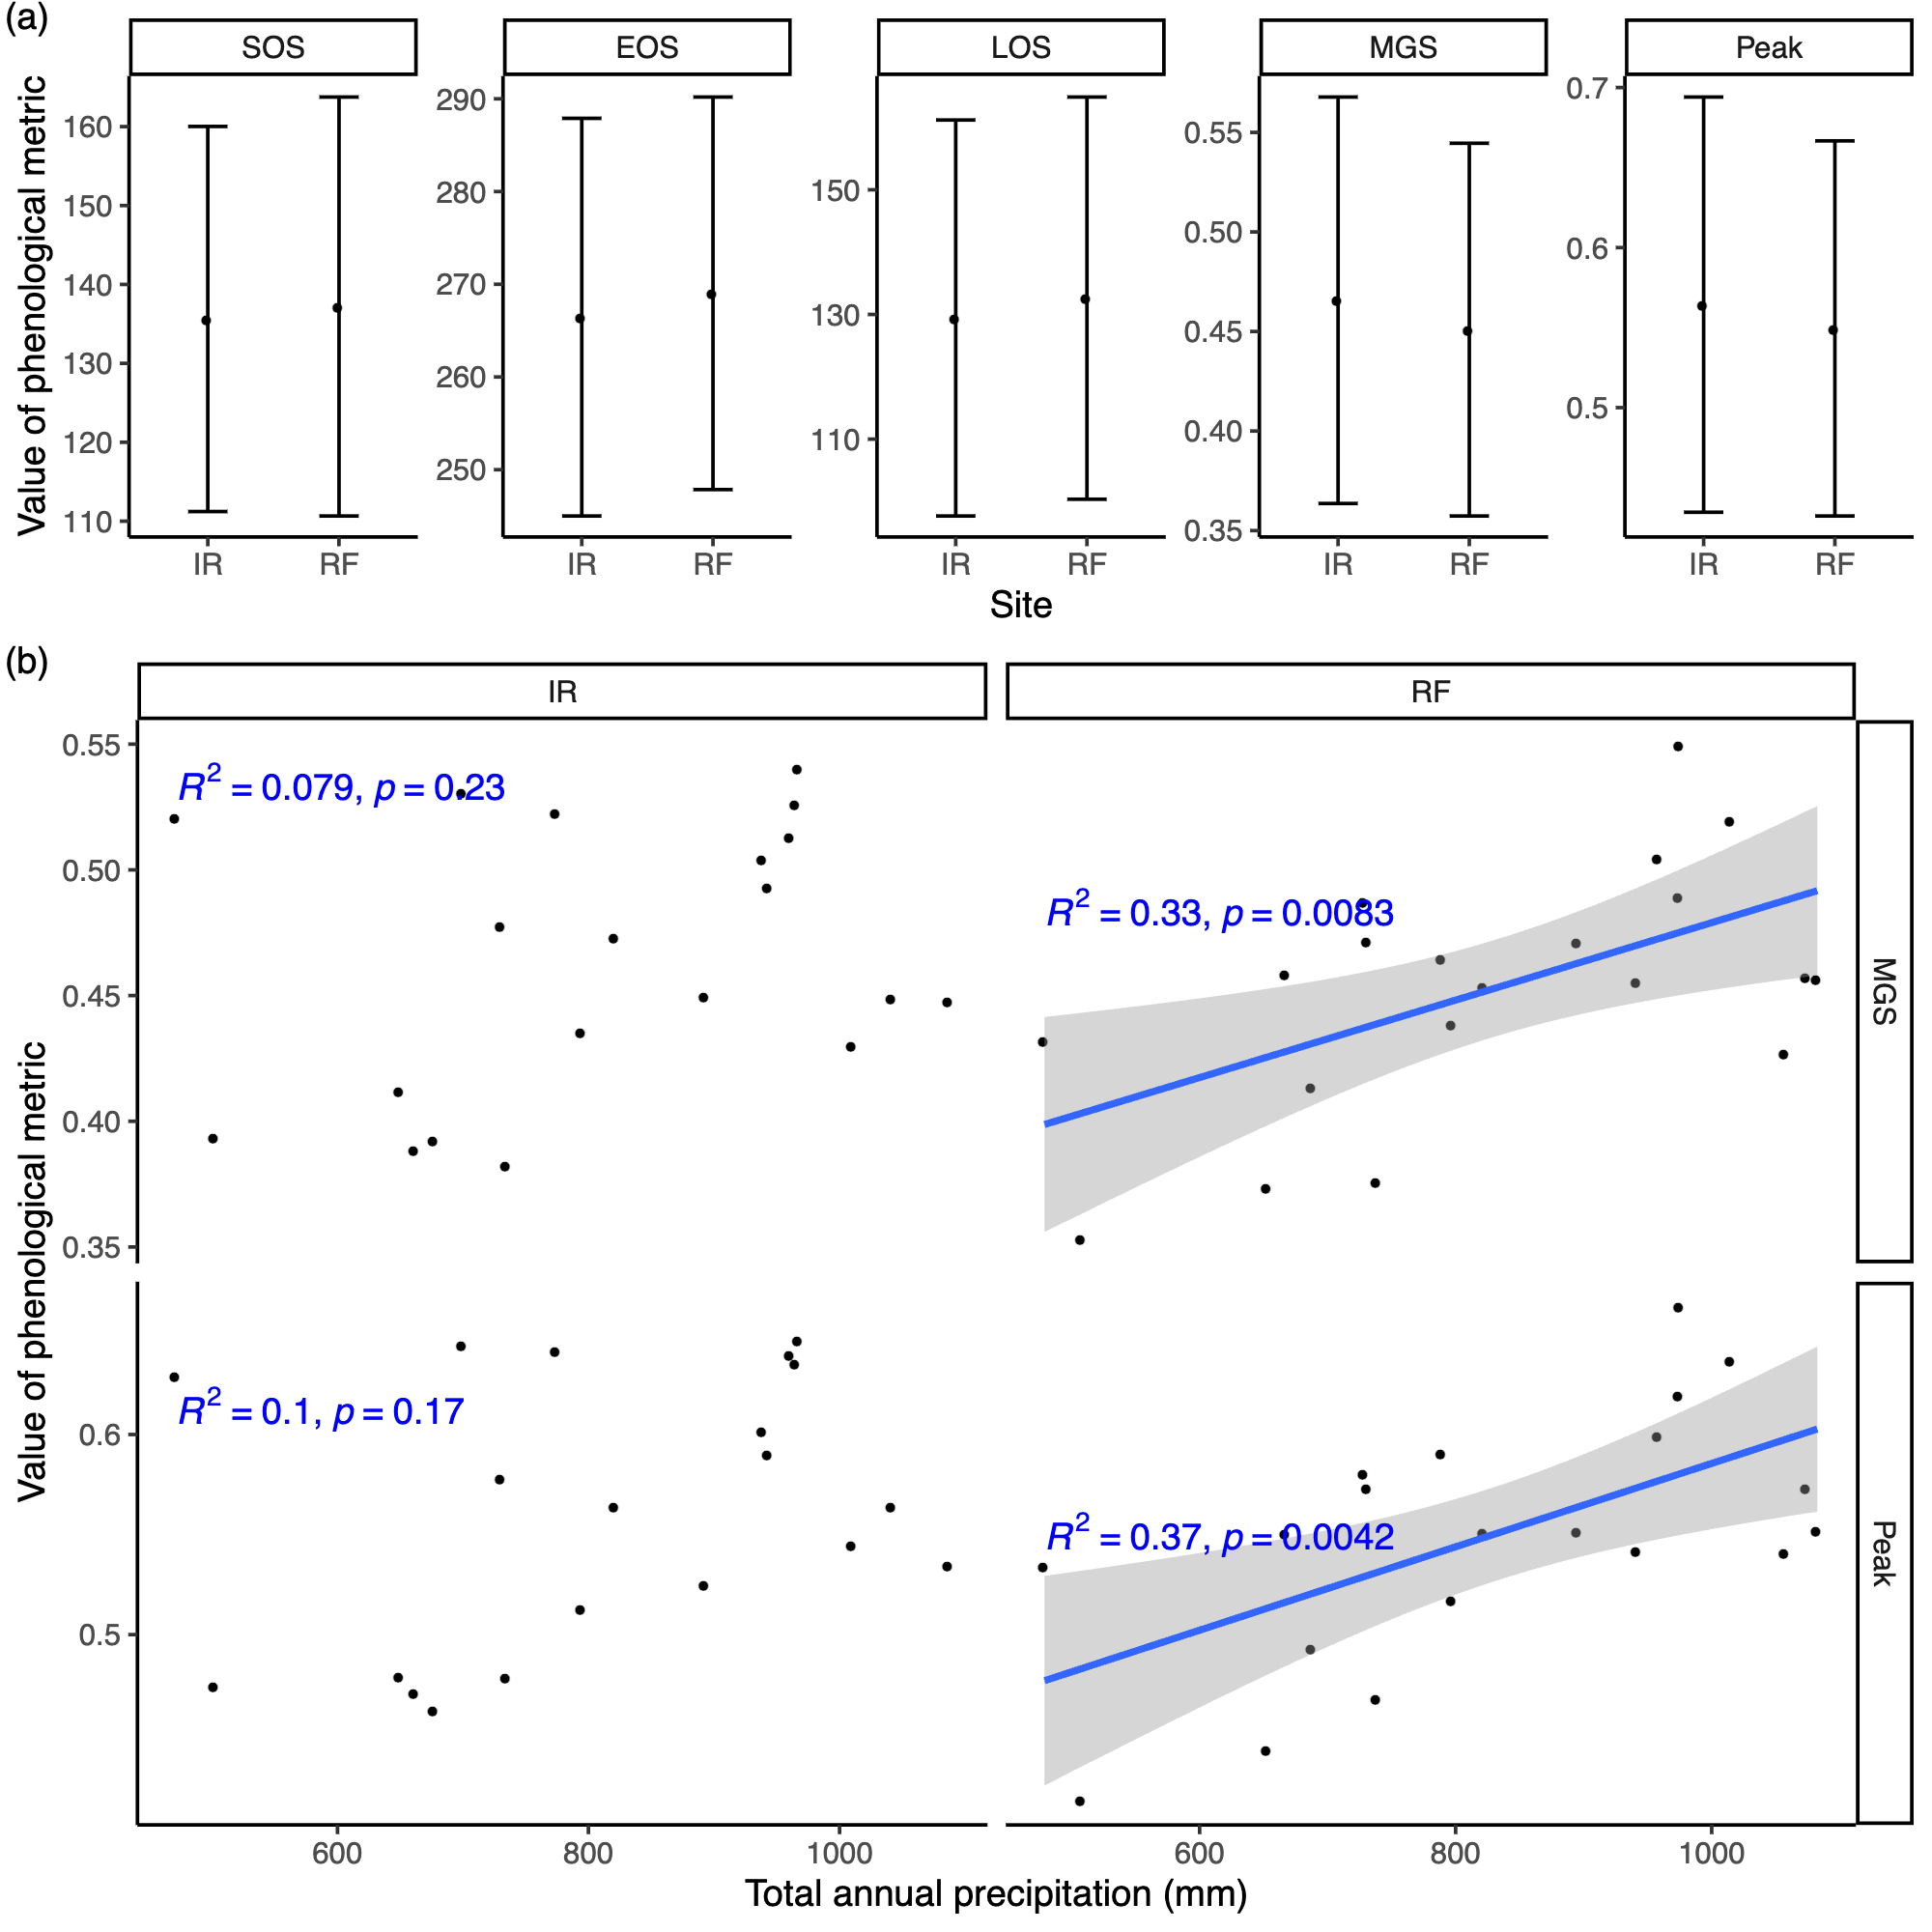 (a)
SOS EOS LOS MGS Peak
Value of phenological metric
160
150
140
130
120
110
290
280
270
260
250
150
130
110
0.55
0.50
0.45
0.40
0.35
0.7
0.6
0.5
IR RF IR RF IR RF IR RF IR RF
Site
(b)
IR RF
Value of phenological metric
0.55
0.50
0.45
0.40
0.35
R² = 0.079, p = 0.23
R² = 0.33, p = 0.0083
MGS
0.6
0.5
R² = 0.1, p = 0.17
R² = 0.37, p = 0.0042
Peak
600 800 1000 600 800 1000
Total annual precipitation (mm)